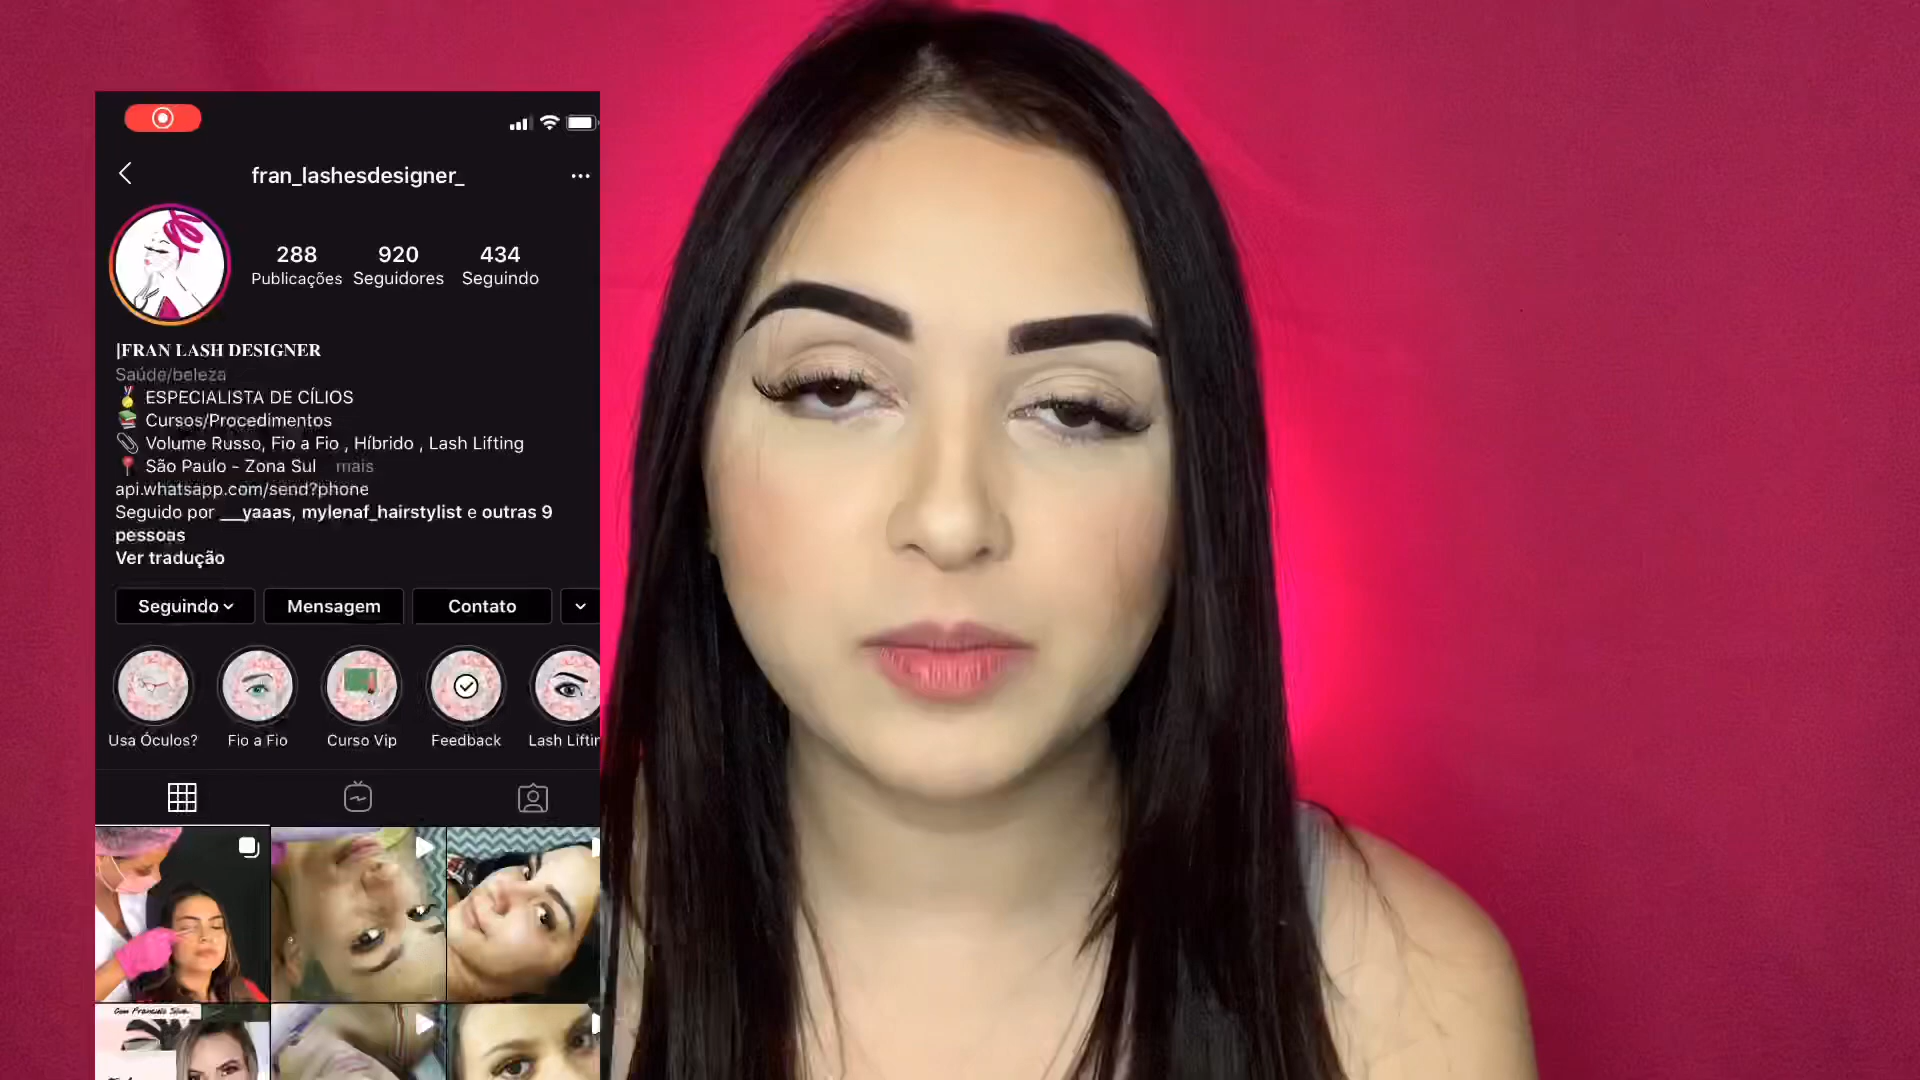 fran_lashesdesigner_
288 920 434
Publicações Seguidores Seguindo
|FRAN LASH DESIGNER
Saúde/beleza
ESPECIALISTA DE CÍLIOS
Cursos/Procedimentos
Volume Russo, Fio a Fio , Híbrido , Lash Lifting
São Paulo - Zona Sul mais
api.whatsapp.com/send?phone
Seguido por __yaaas, mylenaf_hairstylist e outras 9
pessoas
Ver tradução
Seguindo Mensagem Contato
Usa Óculos? Fio a Fio Curso Vip Feedback Lash Liftin